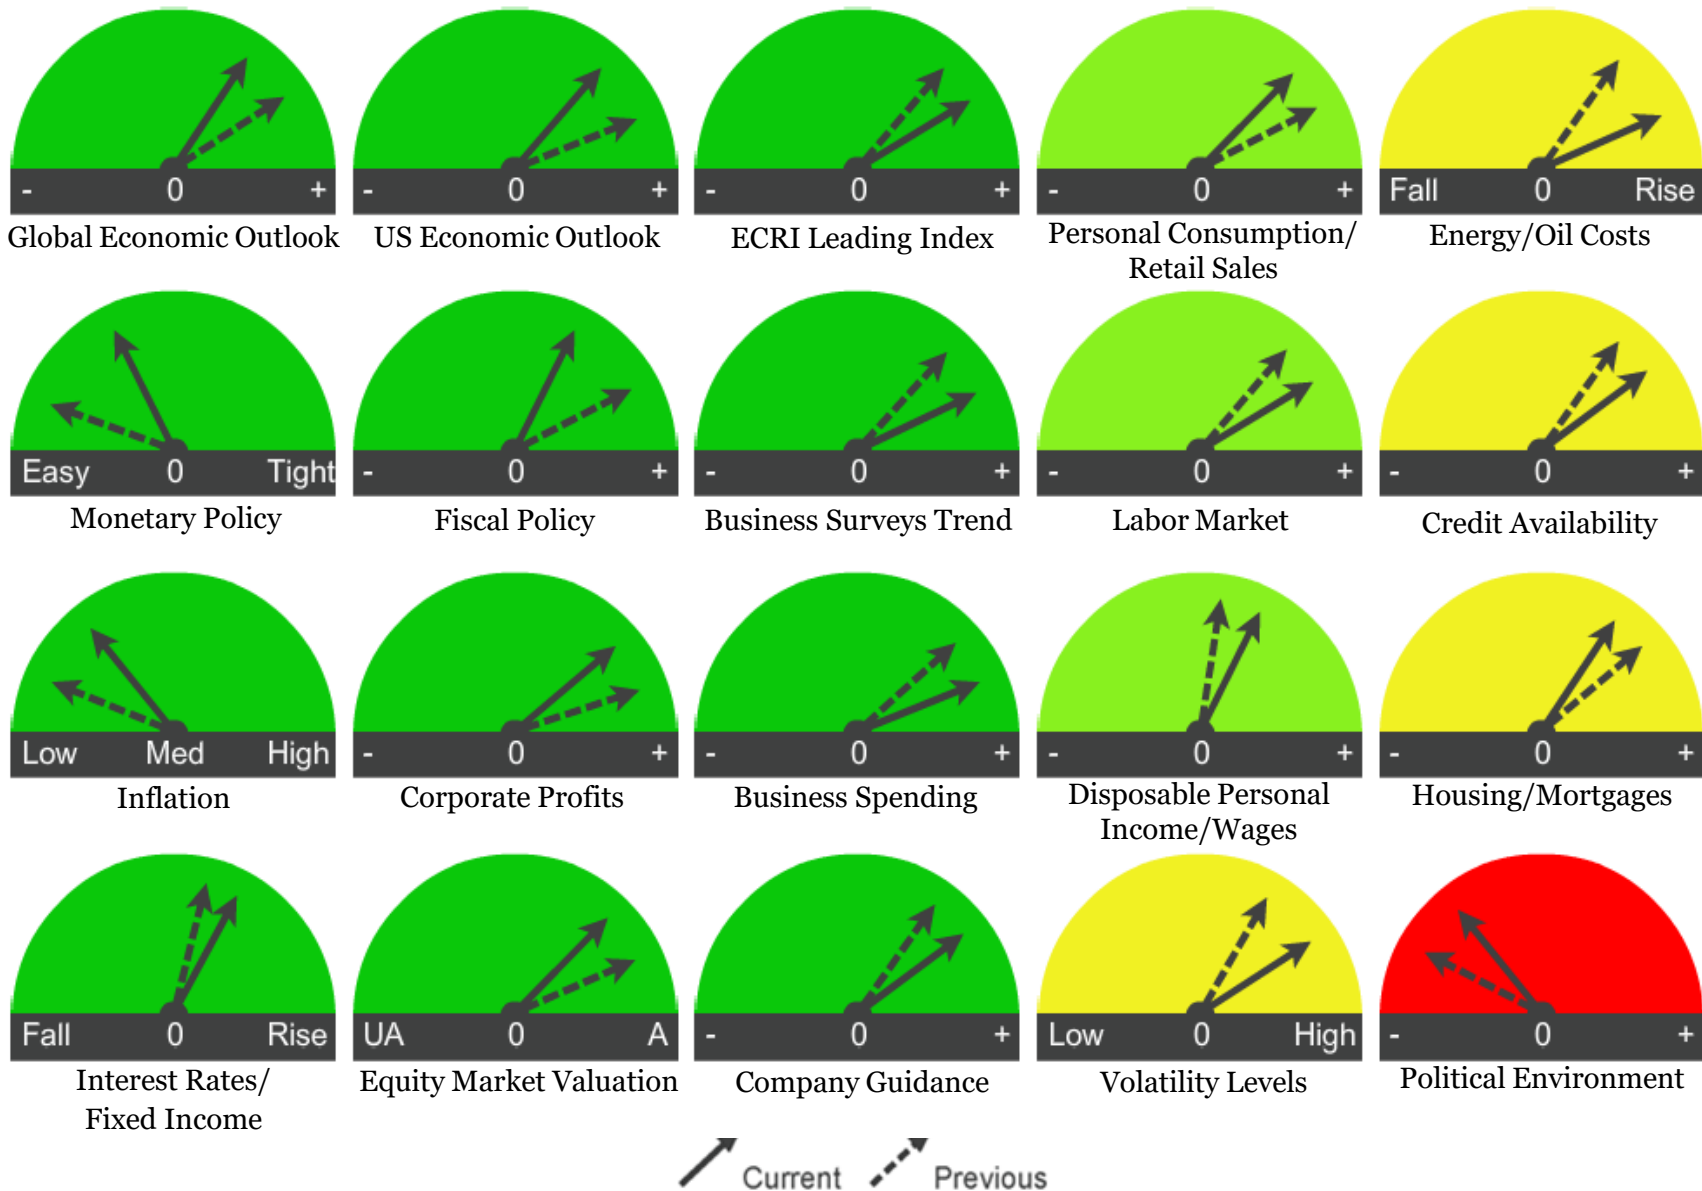 - 0 +
Global Economic Outlook
- 0 +
US Economic Outlook
- 0 +
ECRI Leading Index
- 0 +
Personal Consumption/
Retail Sales
Fall 0 Rise
Energy/Oil Costs
Easy 0 Tight
Monetary Policy
- 0 +
Fiscal Policy
- 0 +
Business Surveys Trend
- 0 +
Labor Market
- 0 +
Credit Availability
Low Med High
Inflation
- 0 +
Corporate Profits
- 0 +
Business Spending
- 0 +
Disposable Personal
Income/Wages
- 0 +
Housing/Mortgages
Fall 0 Rise
Interest Rates/
Fixed Income
UA 0 A
Equity Market Valuation
- 0 +
Company Guidance
Low 0 High
Volatility Levels
- 0 +
Political Environment
Current Previous